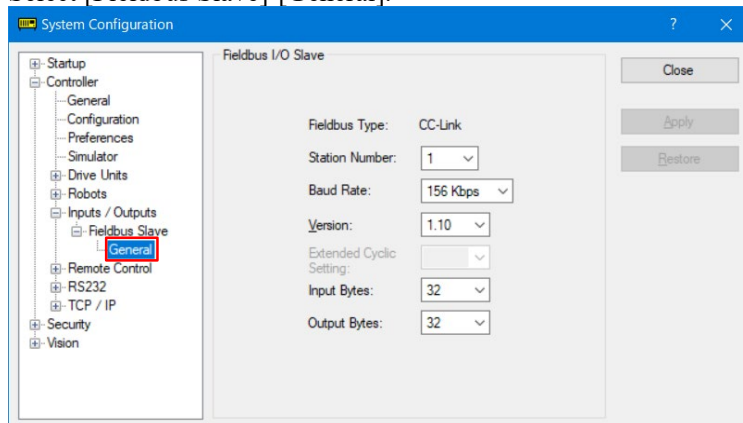 System Configuration
? ×
Startup
Controller
General
Configuration
Preferences
Simulator
Drive Units
Robots
Inputs / Outputs
Fieldbus Slave
General
Remote Control
RS232
TCP / IP
Security
Vision
Fieldbus I/O Slave
Fieldbus Type: CC-Link
Station Number: 1
Baud Rate: 156 Kbps
Version: 1.10
Extended Cyclic
Setting:
Input Bytes: 32
Output Bytes: 32
Close
Apply
Restore